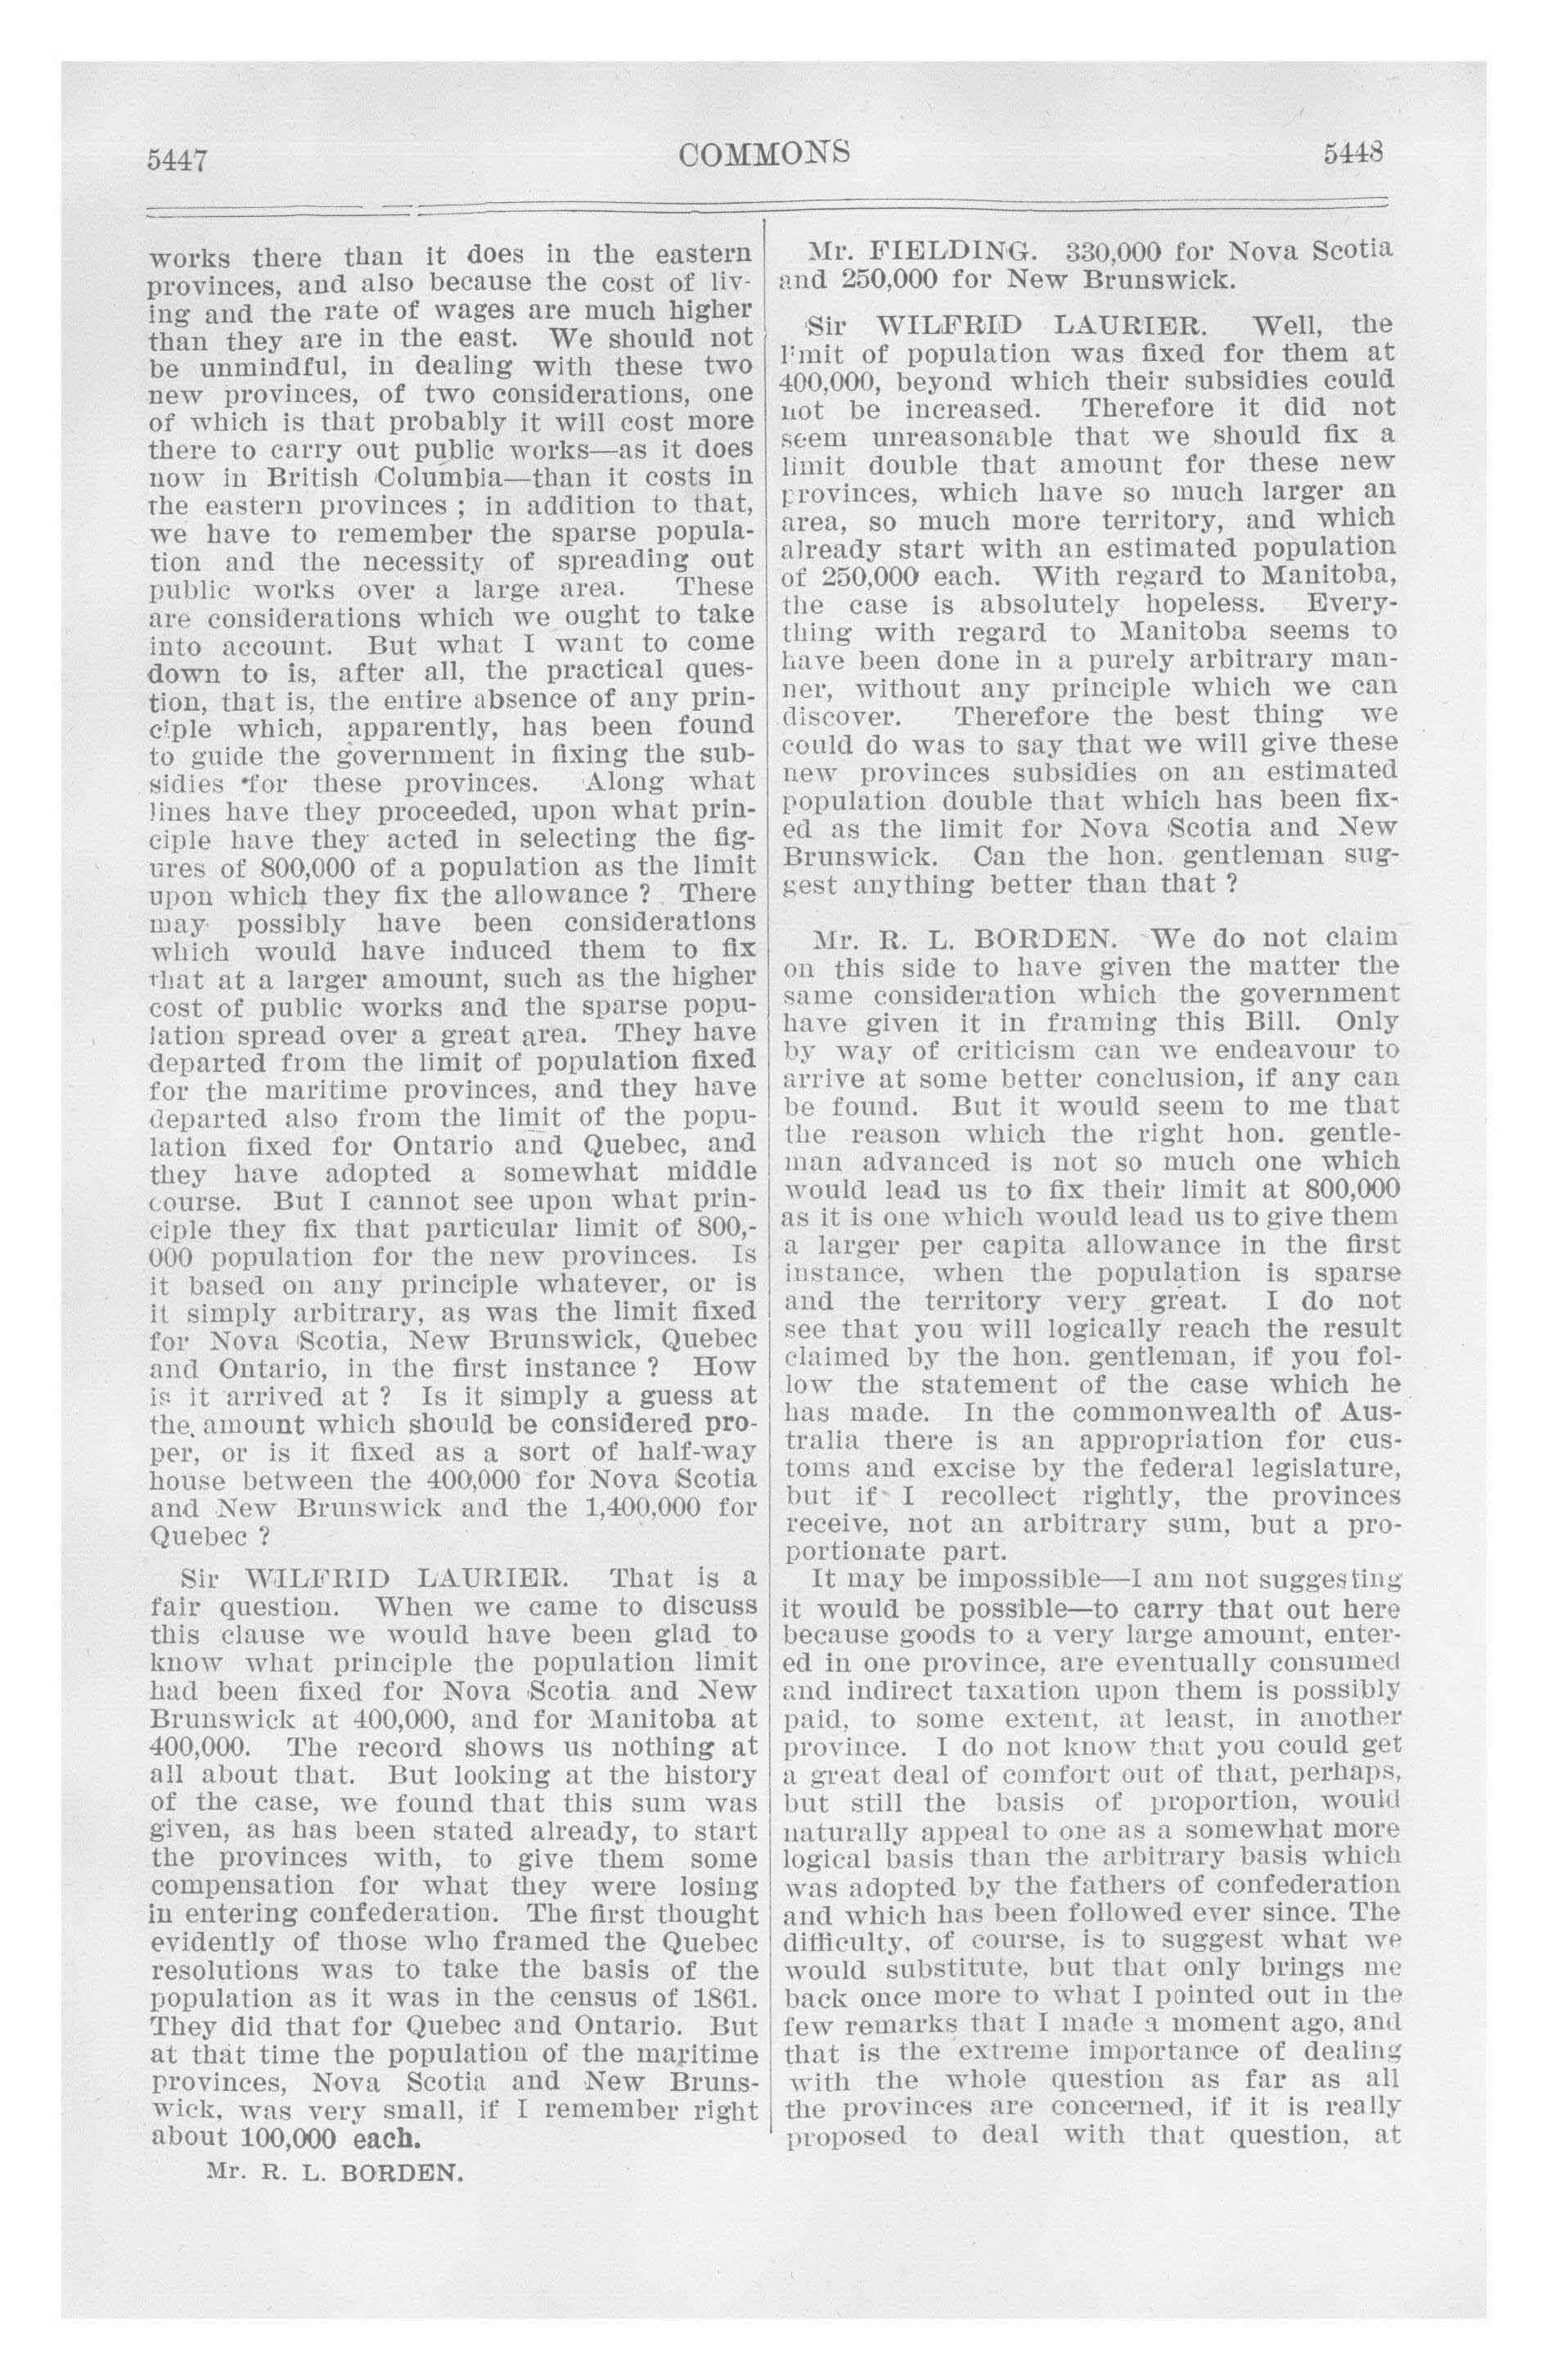 5447
COMMONS
5448
works there than it does in the eastern
provinces, and also because the cost of liv-
ing and the rate of wages are much higher
than they are in the east. We should not
be unmindful, in dealing with these two
new provinces, of two considerations, one
of which is that probably it will cost more
there to carry out public works—as it does
now in British Columbia—than it costs in
the eastern provinces ; in addition to that,
we have to remember the sparse popula-
tion and the necessity of spreading out
public works over a large area. These
are considerations which we ought to take
into account. But what I want to come
down to is, after all, the practical ques-
tion, that is, the entire absence of any prin-
ciple which, apparently, has been found
to guide the government in fixing the sub-
sidies for these provinces. Along what
lines have they proceeded, upon what prin-
ciple have they acted in selecting the fig-
ures of 800,000 of a population as the limit
upon which they fix the allowance ? There
may possibly have been considerations
which would have induced them to fix
that at a larger amount, such as the higher
cost of public works and the sparse popu-
lation spread over a great area. They have
departed from the limit of population fixed
for the maritime provinces, and they have
departed also from the limit of the popu-
lation fixed for Ontario and Quebec, and
they have adopted a somewhat middle
course. But I cannot see upon what prin-
ciple they fix that particular limit of 800,-
000 population for the new provinces. Is
it based on any principle whatever, or is
it simply arbitrary, as was the limit fixed
for Nova Scotia, New Brunswick, Quebec
and Ontario, in the first instance ? How
is it arrived at ? Is it simply a guess at
the amount which should be considered pro-
per, or is it fixed as a sort of half-way
house between the 400,000 for Nova Scotia
and New Brunswick and the 1,400,000 for
Quebec ?
Sir WILFRID LAURIER. That is a
fair question. When we came to discuss
this clause we would have been glad to
know what principle the population limit
had been fixed for Nova Scotia and New
Brunswick at 400,000, and for Manitoba at
400,000. The record shows us nothing at
all about that. But looking at the history
of the case, we found that this sum was
given, as has been stated already, to start
the provinces with, to give them some
compensation for what they were losing
in entering confederation. The first thought
evidently of those who framed the Quebec
resolutions was to take the basis of the
population as it was in the census of 1861.
They did that for Quebec and Ontario. But
at that time the population of the maritime
provinces, Nova Scotia and New Bruns-
wick, was very small, if I remember right
about 100,000 each.
Mr. R. L. BORDEN.
Mr. FIELDING. 330,000 for Nova Scotia
and 250,000 for New Brunswick.
Sir WILFRID LAURIER. Well, the
limit of population was fixed for them at
400,000, beyond which their subsidies could
not be increased. Therefore it did not
seem unreasonable that we should fix a
limit double that amount for these new
provinces, which have so much larger an
area, so much more territory, and which
already start with an estimated population
of 250,000 each. With regard to Manitoba,
the case is absolutely hopeless. Every-
thing with regard to Manitoba seems to
have been done in a purely arbitrary man-
ner, without any principle which we can
discover. Therefore the best thing we
could do was to say that we will give these
new provinces subsidies on an estimated
population double that which has been fix-
ed as the limit for Nova Scotia and New
Brunswick. Can the hon. gentleman sug-
gest anything better than that ?
Mr. R. L. BORDEN. We do not claim
on this side to have given the matter the
same consideration which the government
have given it in framing this Bill. Only
by way of criticism can we endeavour to
arrive at some better conclusion, if any can
be found. But it would seem to me that
the reason which the right hon. gentle-
man advanced is not so much one which
would lead us to fix their limit at 800,000
as it is one which would lead us to give them
a larger per capita allowance in the first
instance, when the population is sparse
and the territory very great. I do not
see that you will logically reach the result
claimed by the hon. gentleman, if you fol-
low the statement of the case which he
has made. In the commonwealth of Aus-
tralia there is an appropriation for cus-
toms and excise by the federal legislature,
but if I recollect rightly, the provinces
receive, not an arbitrary sum, but a pro-
portionate part.
It may be impossible—I am not suggesting
it would be possible—to carry that out here
because goods to a very large amount, enter-
ed in one province, are eventually consumed
and indirect taxation upon them is possibly
paid, to some extent, at least, in another
province. I do not know that you could get
a great deal of comfort out of that, perhaps,
but still the basis of proportion, would
naturally appeal to one as a somewhat more
logical basis than the arbitrary basis which
was adopted by the fathers of confederation
and which has been followed ever since. The
difficulty, of course, is to suggest what we
would substitute, but that only brings me
back once more to what I pointed out in the
few remarks that I made a moment ago, and
that is the extreme importance of dealing
with the whole question as far as all
the provinces are concerned, if it is really
proposed to deal with that question, at